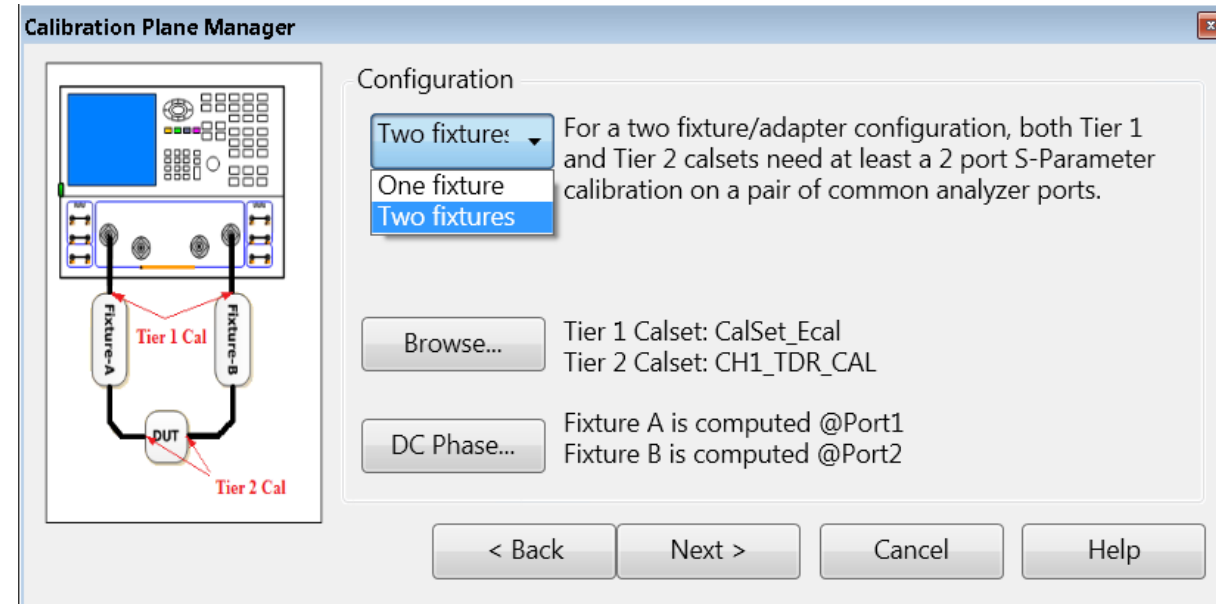 Calibration Plane Manager
x
Configuration
Two fixtures
One fixture
Two fixtures
For a two fixture/adapter configuration, both Tier 1
and Tier 2 calsets need at least a 2 port S-Parameter
calibration on a pair of common analyzer ports.
Fixture-A
Tier 1 Cal
Fixture-B
DUT
Tier 2 Cal
Browse...
Tier 1 Calset: CalSet_Ecal
Tier 2 Calset: CH1_TDR_CAL
DC Phase...
Fixture A is computed @Port1
Fixture B is computed @Port2
< Back
Next >
Cancel
Help